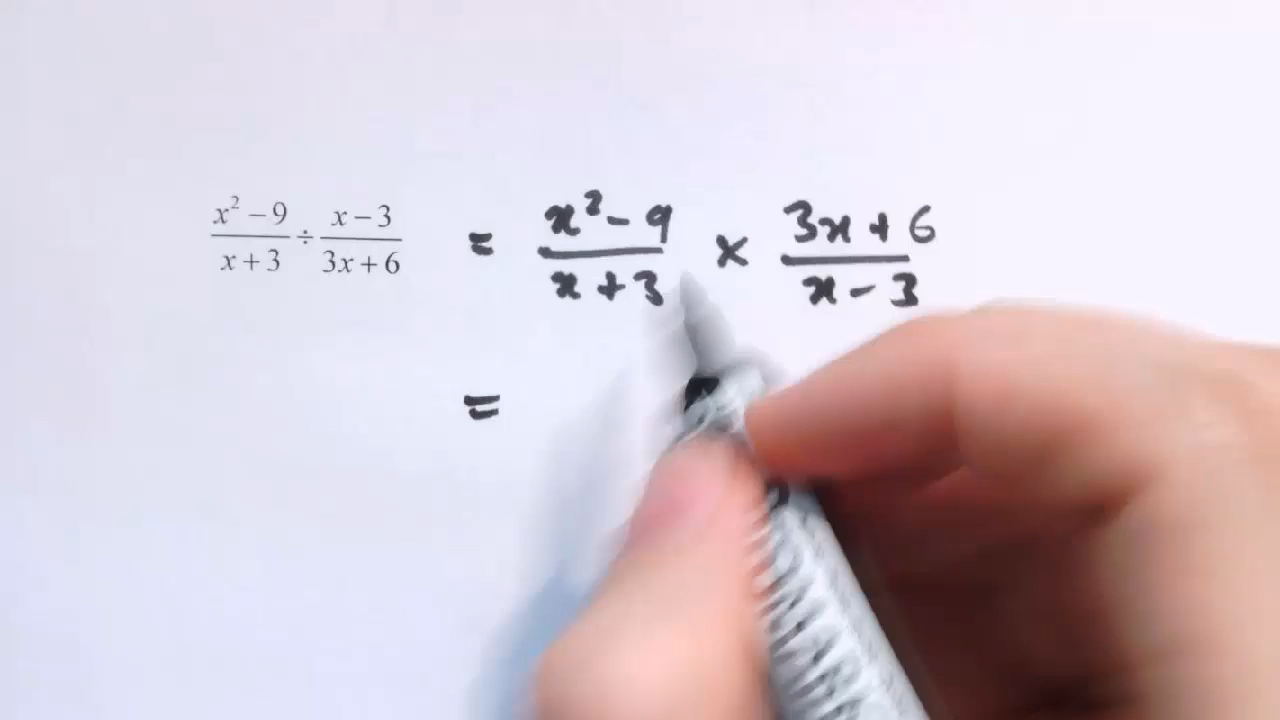 x² − 9 / x + 3 ÷ x − 3 / 3x + 6 = x² − 9 / x + 3 × 3x + 6 / x − 3
=